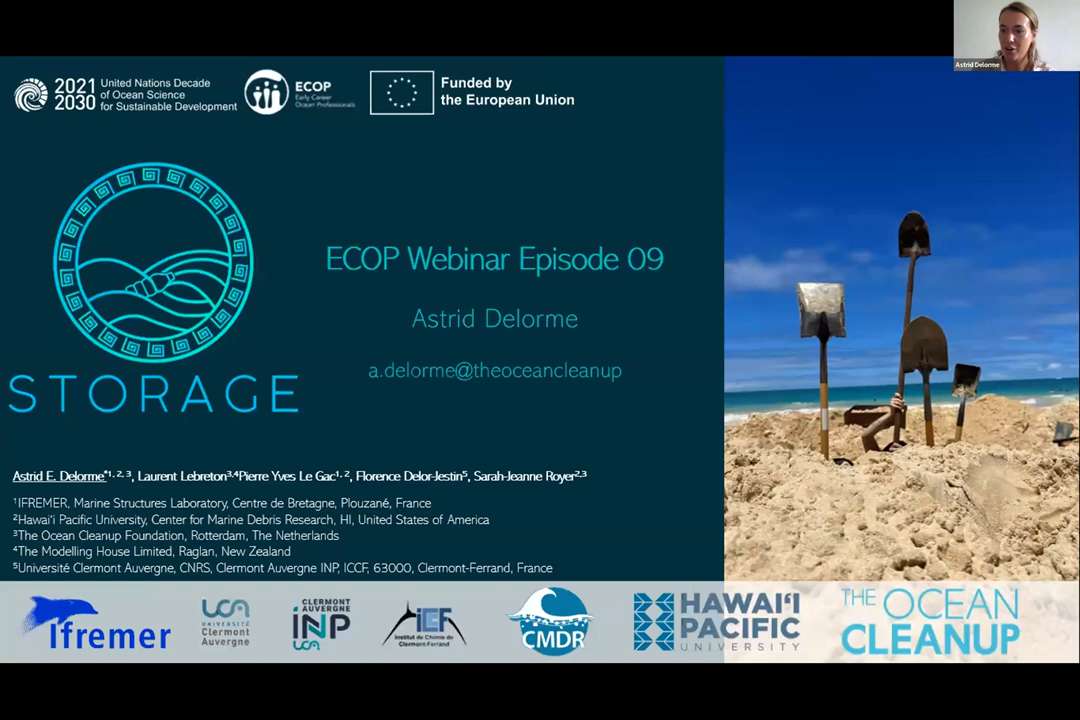 Astrid Delorme
2021
2030
United Nations Decade
of Ocean Science
for Sustainable Development
ECOP
Early Career
Ocean Professionals
Funded by
the European Union
STORAGE
ECOP Webinar Episode 09
Astrid Delorme
a.delorme@theoceancleanup
Astrid E. Delorme*1, 2, 3, Laurent Lebreton3,4Pierre Yves Le Gac1, 2, Florence Delor-Jestin5, Sarah-Jeanne Royer2,3
1IFREMER, Marine Structures Laboratory, Centre de Bretagne, Plouzané, France
2Hawai'i Pacific University, Center for Marine Debris Research, HI, United States of America
3The Ocean Cleanup Foundation, Rotterdam, The Netherlands
4The Modelling House Limited, Raglan, New Zealand
5Université Clermont Auvergne, CNRS, Clermont Auvergne INP, ICCF, 63000, Clermont-Ferrand, France
Ifremer
UCA
UNIVERSITÉ
Clermont
Auvergne
CLERMONT
AUVERGNE
INP
UCA
iCCF
Institut de Chimie de
Clermont-Ferrand
CMDR
HAWAI'I
PACIFIC
UNIVERSITY
THE OCEAN
CLEANUP